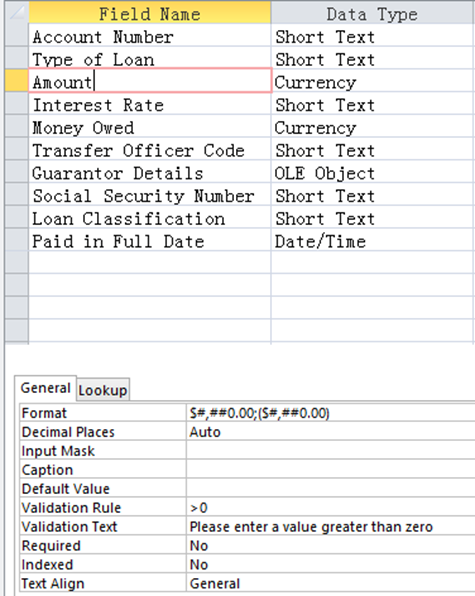 Field Name Data Type
Account Number Short Text
Type of Loan Short Text
Amount Currency
Interest Rate Short Text
Money Owed Currency
Transfer Officer Code Short Text
Guarantor Details OLE Object
Social Security Number Short Text
Loan Classification Short Text
Paid in Full Date Date/Time
General Lookup
Format $#,##0.00;($#,##0.00)
Decimal Places Auto
Input Mask
Caption
Default Value
Validation Rule >0
Validation Text Please enter a value greater than zero
Required No
Indexed No
Text Align General